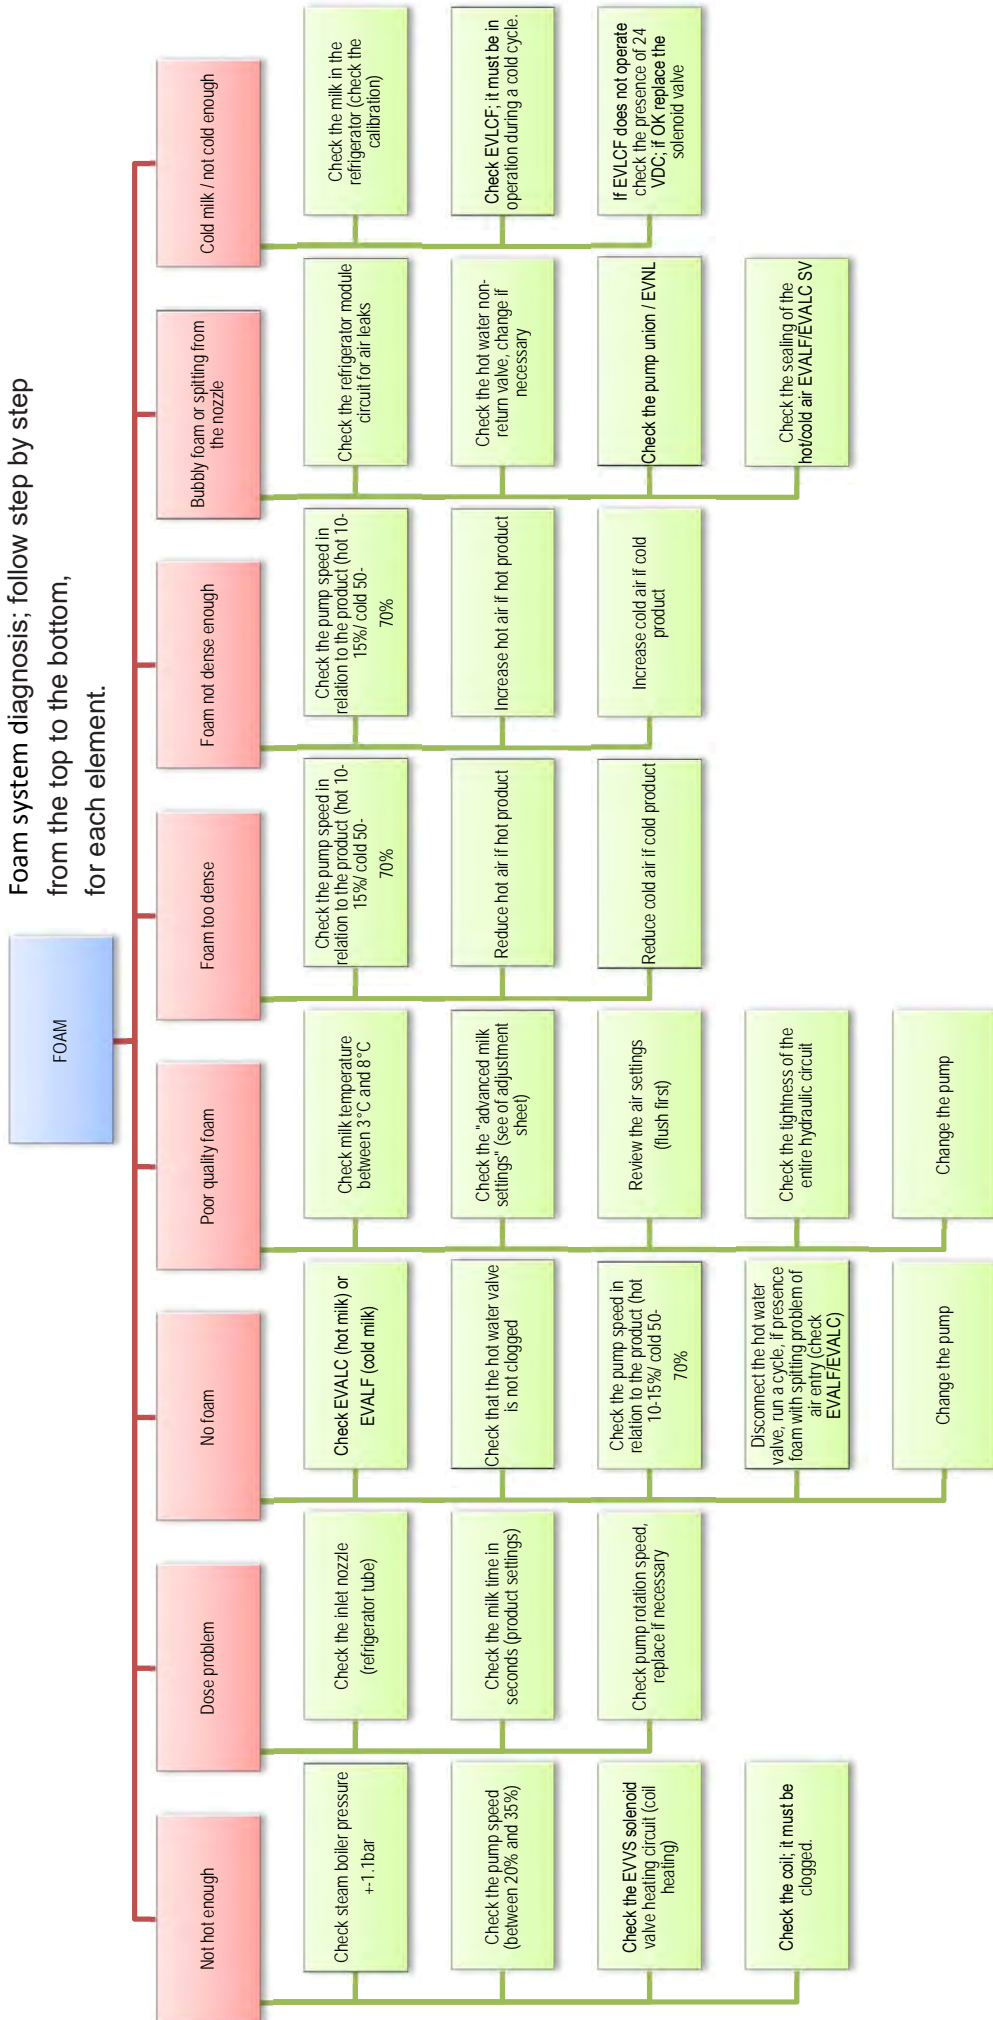 Foam system diagnosis; follow step by step
from the top to the bottom,
for each element.
FOAM
Not hot enough
Check steam boiler pressure
+-1.1bar
Check the pump speed
(between 20% and 35%)
Check the EVVS solenoid
valve heating circuit (coil
heating)
Check the coil; it must be
clogged.
Dose problem
Check the inlet nozzle
(refrigerator tube)
Check the milk time in
seconds (product settings)
Check pump rotation speed,
replace if necessary
No foam
Check EVALC (hot milk) or
EVALF (cold milk)
Check that the hot water valve
is not clogged
Check the pump speed in
relation to the product (hot
10-15%/ cold 50-
70%
Disconnect the hot water
valve, run a cycle, if presence
foam with spitting problem of
air entry (check
EVALF/EVALC)
Change the pump
Poor quality foam
Check milk temperature
between 3°C and 8°C
Check the "advanced milk
settings" (see of adjustment
sheet)
Review the air settings
(flush first)
Check the tightness of the
entire hydraulic circuit
Change the pump
Foam too dense
Check the pump speed in
relation to the product (hot 10-
15%/ cold 50-
70%
Reduce hot air if hot product
Reduce cold air if cold product
Foam not dense enough
Check the pump speed in
relation to the product (hot 10-
15%/ cold 50-
70%
Increase hot air if hot product
Increase cold air if cold
product
Bubbly foam or spitting from
the nozzle
Check the refrigerator module
circuit for air leaks
Check the hot water non-
return valve, change if
necessary
Check the pump union / EVNL
Check the sealing of the
hot/cold air EVALF/EVALC SV
Cold milk / not cold enough
Check the milk in the
refrigerator (check the
calibration)
Check EVLCF; it must be in
operation during a cold cycle.
If EVLCF does not operate
check the presence of 24
VDC; if OK replace the
solenoid valve